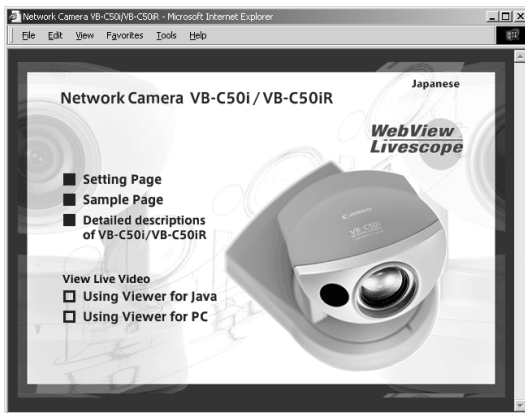 Network Camera VB-C50i/VB-C50iR - Microsoft Internet Explorer
File Edit View Favorites Tools Help
Japanese
Network Camera VB-C50i / VB-C50iR
WebView
Livescope
Setting Page
Sample Page
Detailed descriptions
of VB-C50i/VB-C50iR
Canon
VB-C50i
View Live Video
Using Viewer for Java
Using Viewer for PC